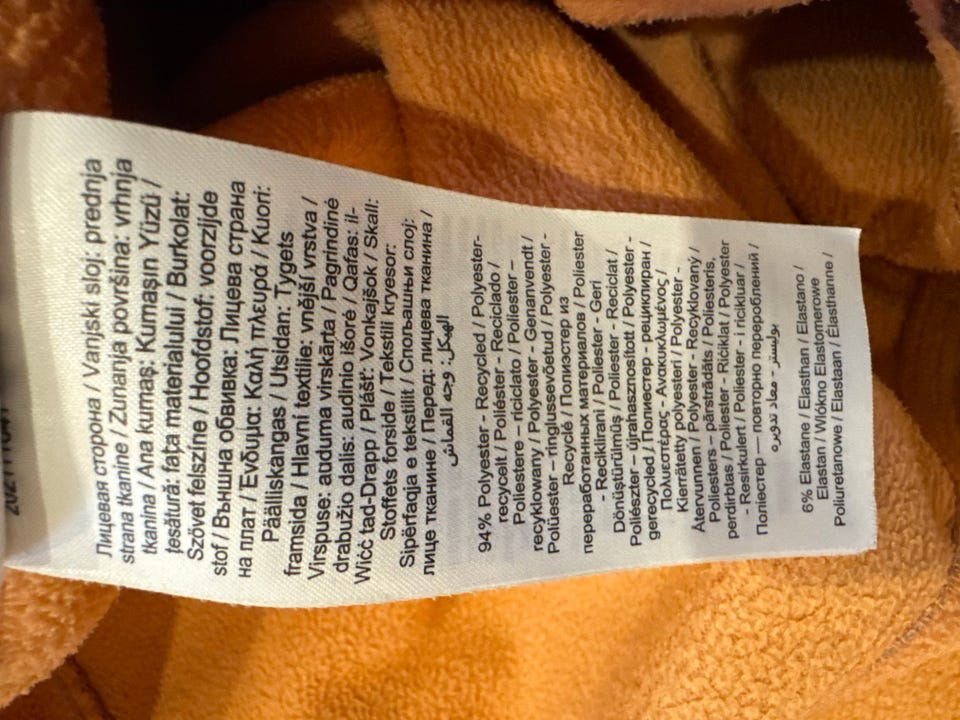 Лицевая сторона / Vanjski sloj: prednja
strana tkanine / Zunanja površina: vrhnja
tkanina / Ana kumaş: Kumaşın Yüzü /
ţesătură: faţa materialului / Burkolat:
Szövet felszíne / Hoofdstof: voorzijde
stof / Външна обвивка: Лицева страна
на плат / Ένδυμα: Καλή πλευρά / Kuori:
Päälliskangas / Utsidan: Tygets
framsida / Hlavní textilie: vnější vrstva /
Virspuse: auduma virskārta / Pagrindinė
drabužio dalis: audinio išorė / Qafas: il-
Wiċċ tad-Drapp / Plášť: Vonkajšok / Skall:
Stoffets forside / Tekstili kryesor:
Sipërfaqja e tekstilit / Спољашњи слој:
лице тканине / Перед: лицева тканина /
الهيكل: وجه القماش
94% Polyester - Recycled / Polyester-
recycelt / Poliéster - Reciclado /
Poliestere – riciclato / Poliester –
recyklowany / Polyester - Genanvendt /
Polüester – ringlussevõetud / Polyester -
Recyclé / Полиэстер из
переработанных материалов / Poliester
- Reciklirani / Poliester - Geri
Dönüştürülmüş / Poliester - Reciclat /
Poliészter – újrahasznosított / Polyester -
gerecycled / Полиестер - рециклиран /
Πολυεστέρας - Ανακυκλωμένος /
Kierrätetty polyesteri / Polyester -
Återvunnen / Polyester - Recyklovaný /
Poliesters – pārstrādāts / Poliesteris,
perdirbtas / Poliester - Riċiklat / Polyester
- Resirkulert / Poliester - i ricikluar /
Поліестер — повторно перероблений /
بوليستر - معاد تدويره
6% Elastane / Elasthan / Elastano /
Elastan / Włókno Elastomerowe
Poliuretanowe / Elastaan / Élasthanne /